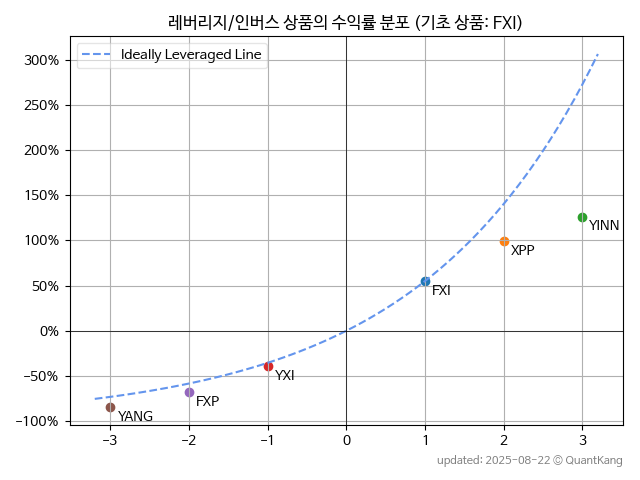 레버리지/인버스 상품의 수익률 분포 (기초 상품: FXI)
Ideally Leveraged Line
300%
250%
200%
150%
100%
50%
0%
−50%
−100%
YINN
XPP
FXI
YXI
FXP
YANG
−3 −2 −1 0 1 2 3
updated: 2025-08-22 © QuantKang